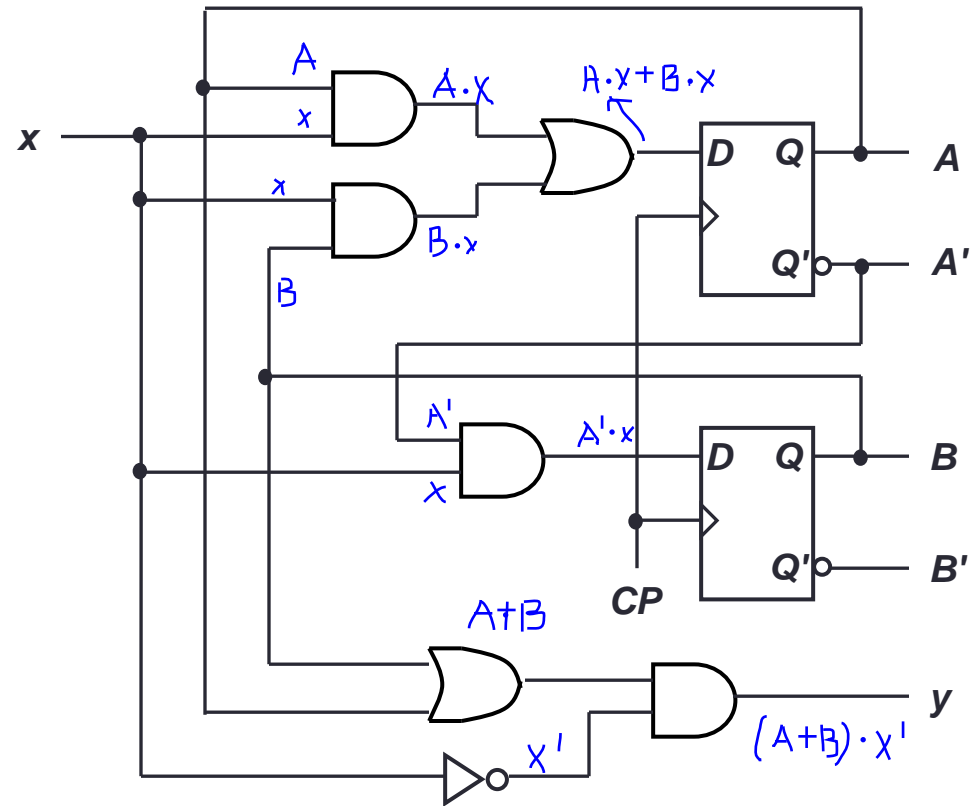 A
x
A·x
A·x+B·x
x
x
B·x
B
D Q
A
Q'
A'
A'
A'·x
x
D Q
B
Q'
B'
CP
A+B
y
(A+B)·x'
x'